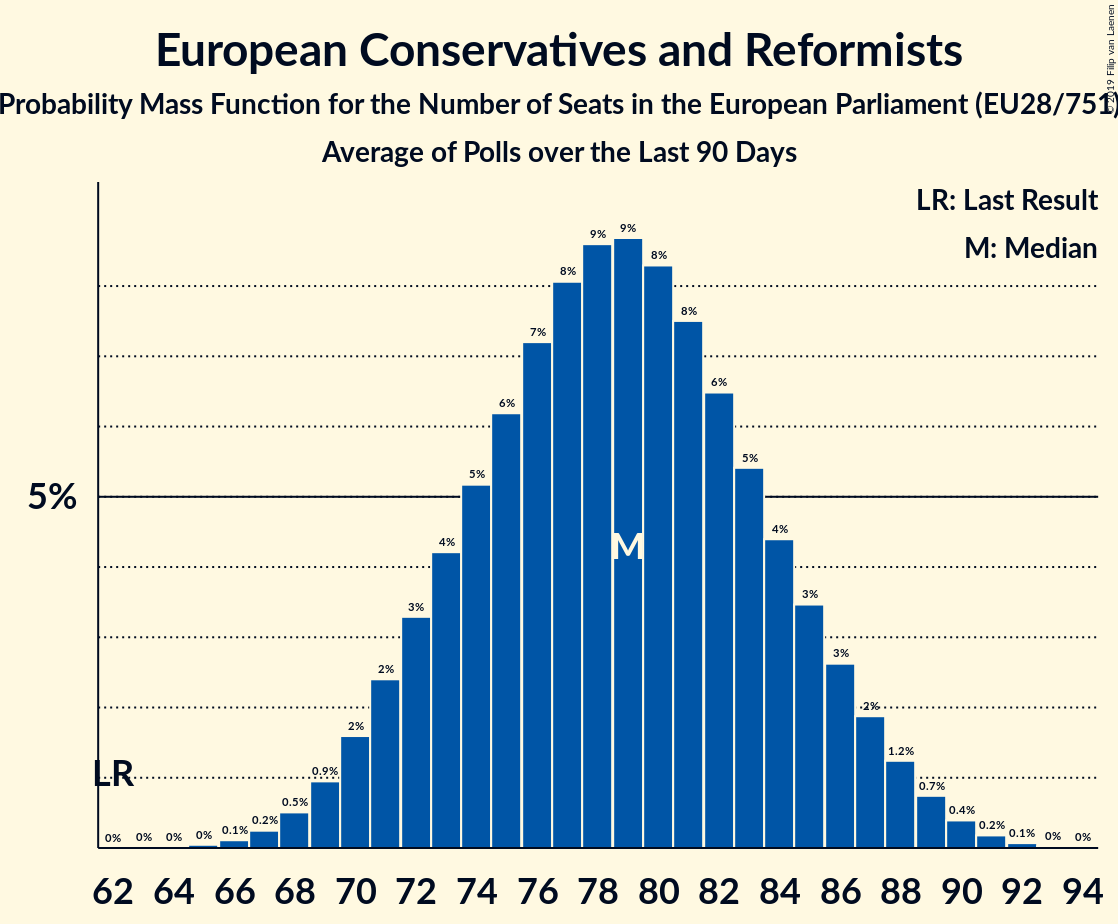 European Conservatives and Reformists
Probability Mass Function for the Number of Seats in the European Parliament (EU28/751)
Average of Polls over the Last 90 Days
© 2019 Filip van Laenen
LR: Last Result
M: Median
5%
LR
M
0% 0% 0% 0% 0.1% 0.2% 0.5% 0.9% 2% 2% 3% 4% 5% 6% 7% 8% 9% 9% 8% 8% 6% 5% 4% 3% 3% 2% 1.2% 0.7% 0.4% 0.2% 0.1% 0% 0%
62 64 66 68 70 72 74 76 78 80 82 84 86 88 90 92 94